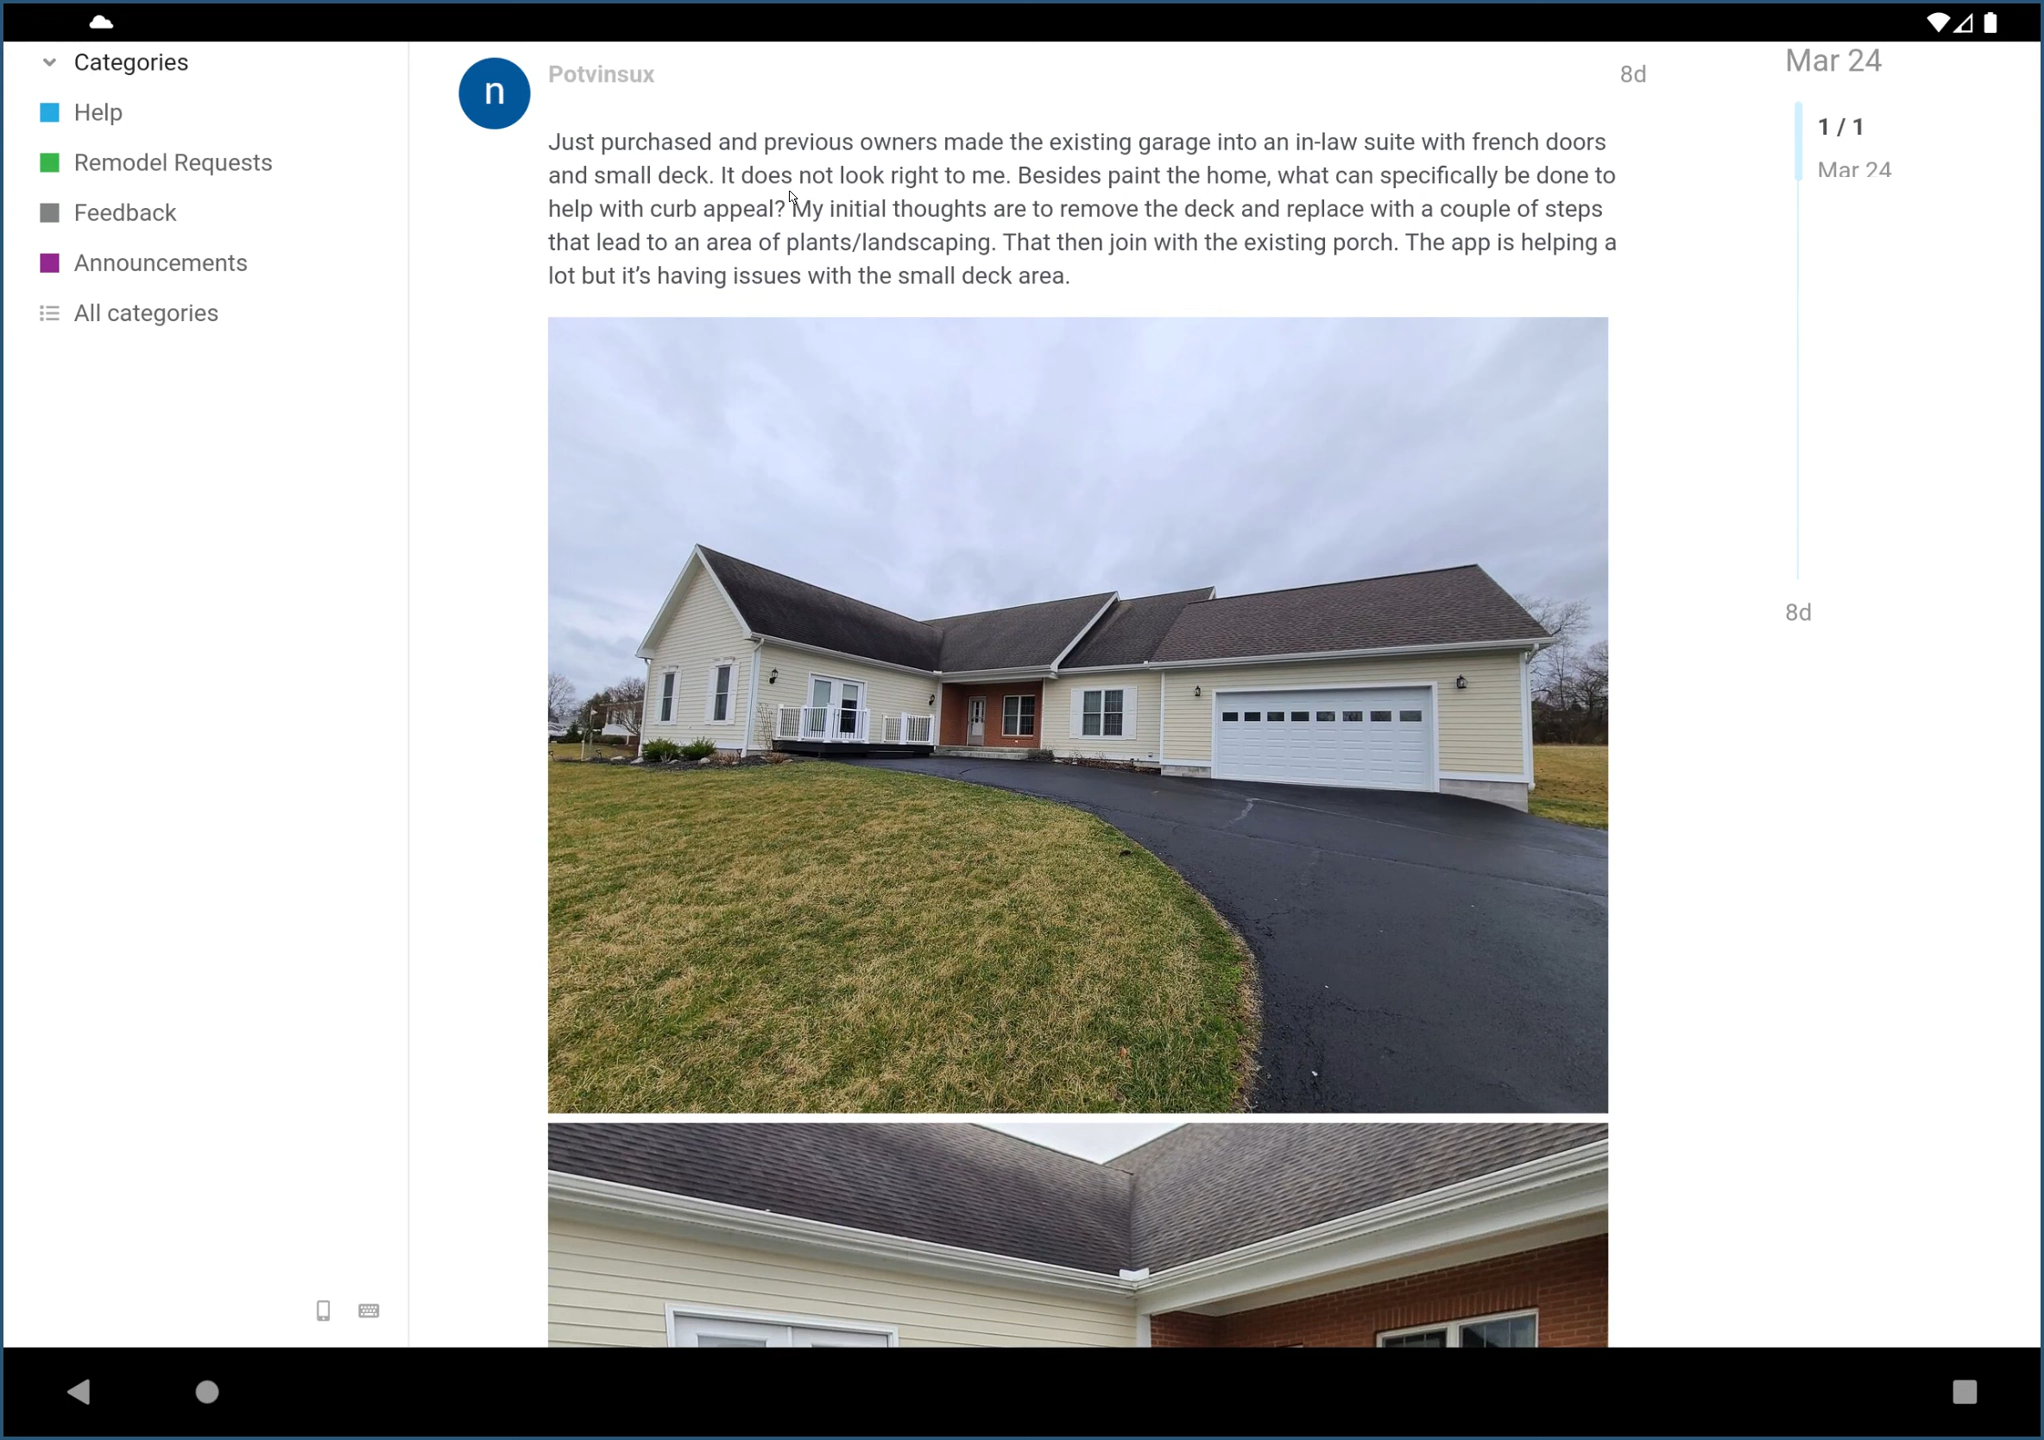 Categories
Help
Remodel Requests
Feedback
Announcements
All categories
n
Potvinsux
8d
Just purchased and previous owners made the existing garage into an in-law suite with french doors
and small deck. It does not look right to me. Besides paint the home, what can specifically be done to
help with curb appeal? My initial thoughts are to remove the deck and replace with a couple of steps
that lead to an area of plants/landscaping. That then join with the existing porch. The app is helping a
lot but it’s having issues with the small deck area.
Mar 24
1 / 1
Mar 24
8d